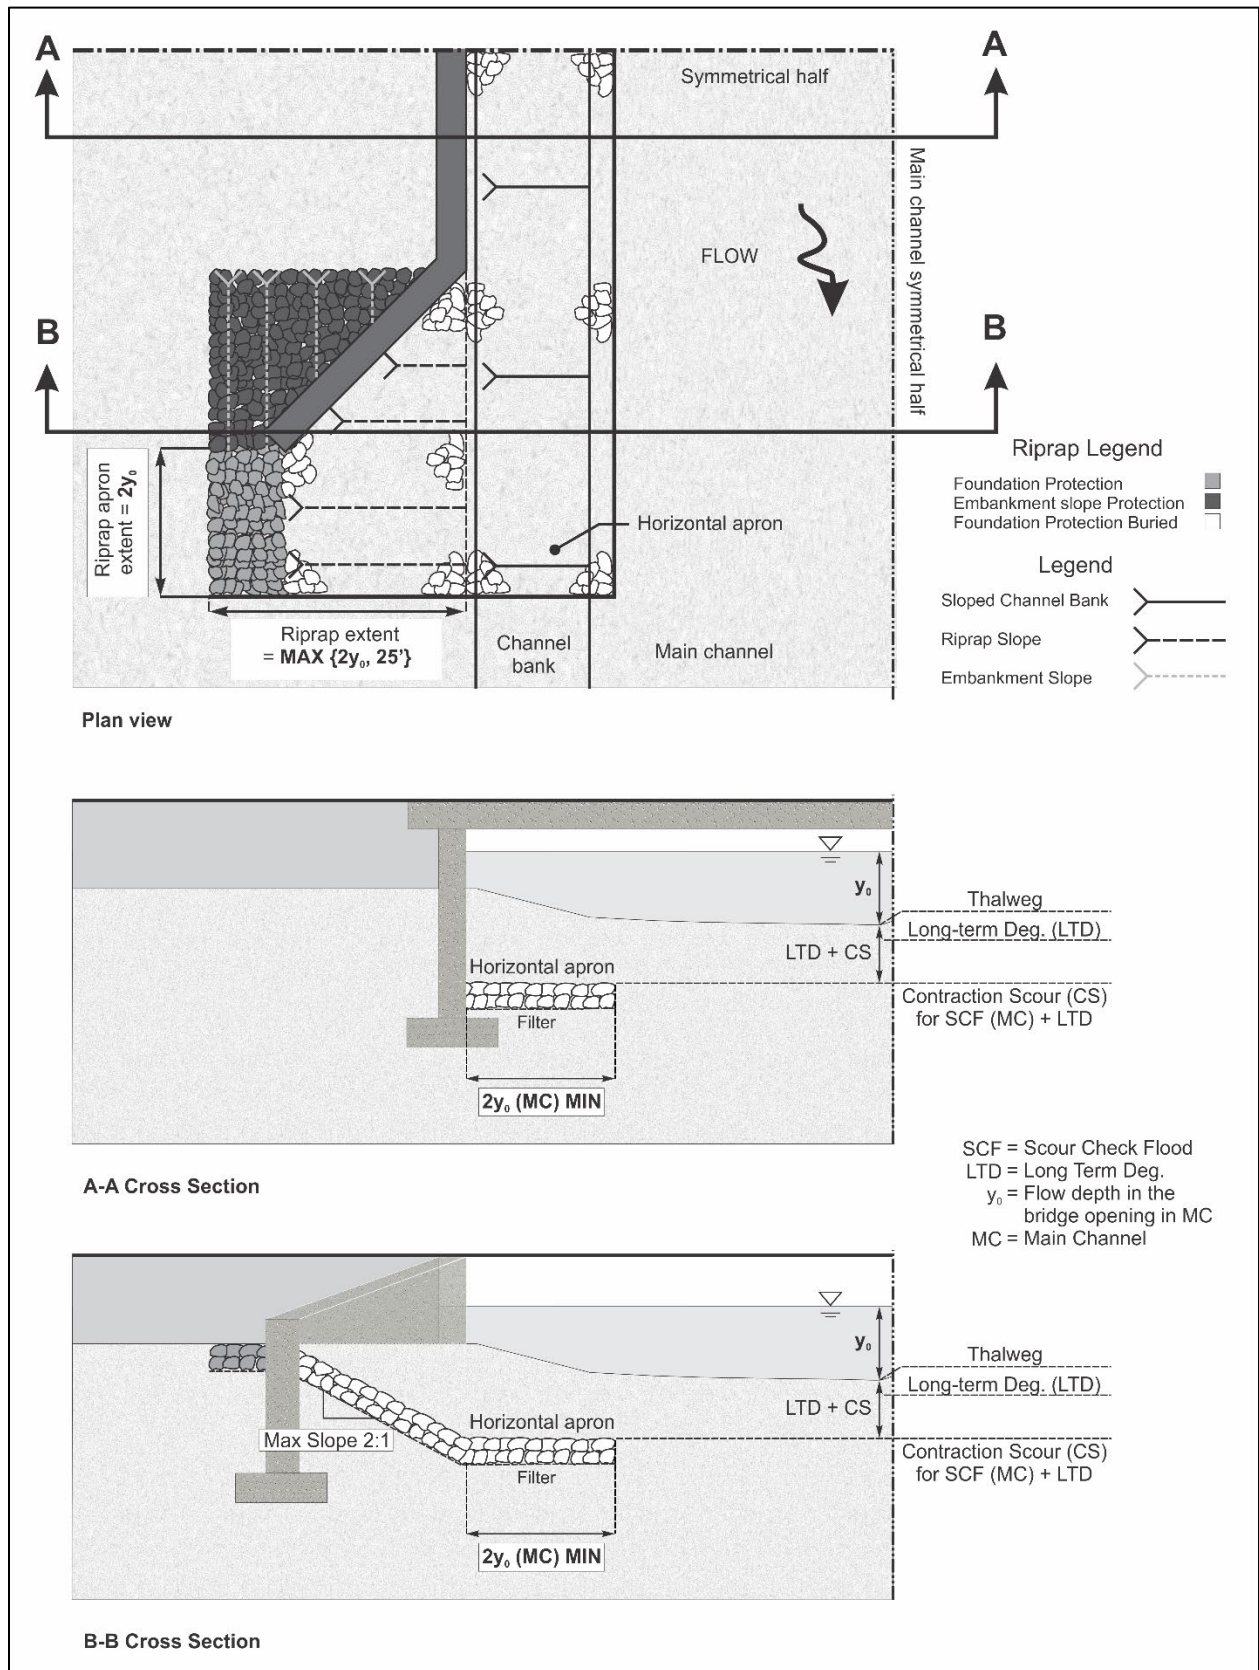 A
A
Symmetrical half
Main channel symmetrical half
FLOW
B
B
Riprap apron
extent = 2y₀
Horizontal apron
Riprap extent
= MAX {2y₀, 25'}
Channel
bank
Main channel
Riprap Legend
Foundation Protection
Embankment slope Protection
Foundation Protection Buried
Legend
Sloped Channel Bank
Riprap Slope
Embankment Slope
Plan view
y₀
Thalweg
Long-term Deg. (LTD)
LTD + CS
Horizontal apron
Contraction Scour (CS)
for SCF (MC) + LTD
Filter
2y₀ (MC) MIN
A-A Cross Section
SCF = Scour Check Flood
LTD = Long Term Deg.
y₀ = Flow depth in the
bridge opening in MC
MC = Main Channel
y₀
Thalweg
Long-term Deg. (LTD)
LTD + CS
Horizontal apron
Max Slope 2:1
Contraction Scour (CS)
for SCF (MC) + LTD
Filter
2y₀ (MC) MIN
B-B Cross Section